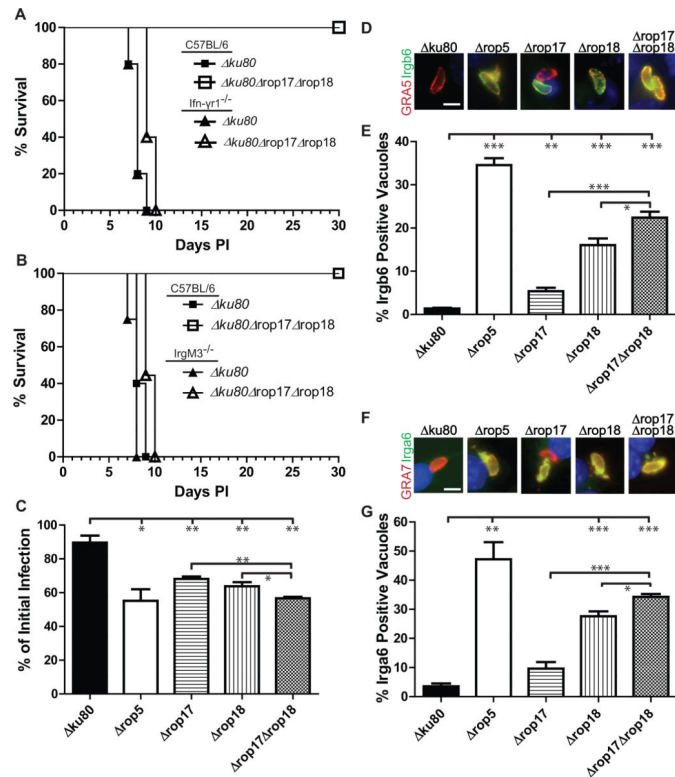 A
100
80
60
40
20
0
% Survival
C57BL/6
Δku80
Δku80Δrop17Δrop18
Ifn-γr1⁻/⁻
Δku80
Δku80Δrop17Δrop18
0 5 10 15 20 25 30
Days PI
B
100
80
60
40
20
0
% Survival
C57BL/6
Δku80
Δku80Δrop17Δrop18
IrgM3⁻/⁻
Δku80
Δku80Δrop17Δrop18
0 5 10 15 20 25 30
Days PI
C
100
80
60
40
20
0
% of Initial Infection
* ** ** **
**
*
Δku80 Δrop5 Δrop17 Δrop18 Δrop17Δrop18
D
GRA5 Irgb6
Δku80 Δrop5 Δrop17 Δrop18 Δrop17
Δrop18
E
40
30
20
10
0
% Irgb6 Positive Vacuoles
*** ** *** ***
***
*
Δku80 Δrop5 Δrop17 Δrop18 Δrop17Δrop18
F
GRA7 Irga6
Δku80 Δrop5 Δrop17 Δrop18 Δrop17
Δrop18
G
60
50
40
30
20
10
0
% Irga6 Positive Vacuoles
** *** ***
***
*
Δku80 Δrop5 Δrop17 Δrop18 Δrop17Δrop18